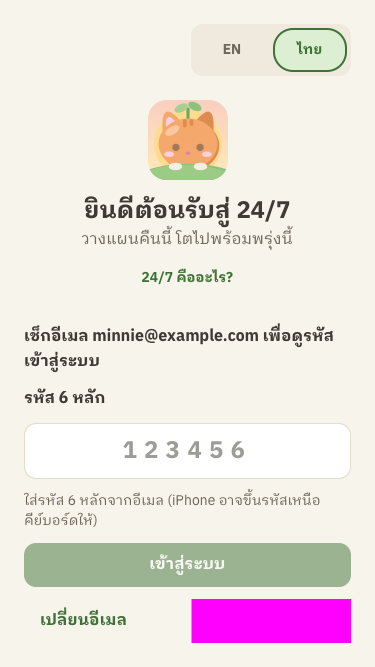 EN
ไทย
ยินดีต้อนรับสู่ 24/7
วางแผนคืนนี้ โตไปพร้อมพรุ่งนี้
24/7 คืออะไร?
เช็กอีเมล minnie@example.com เพื่อดูรหัส
เข้าสู่ระบบ
รหัส 6 หลัก
123456
ใส่รหัส 6 หลักจากอีเมล (iPhone อาจขึ้นรหัสเหนือ
คีย์บอร์ดให้)
เข้าสู่ระบบ
เปลี่ยนอีเมล